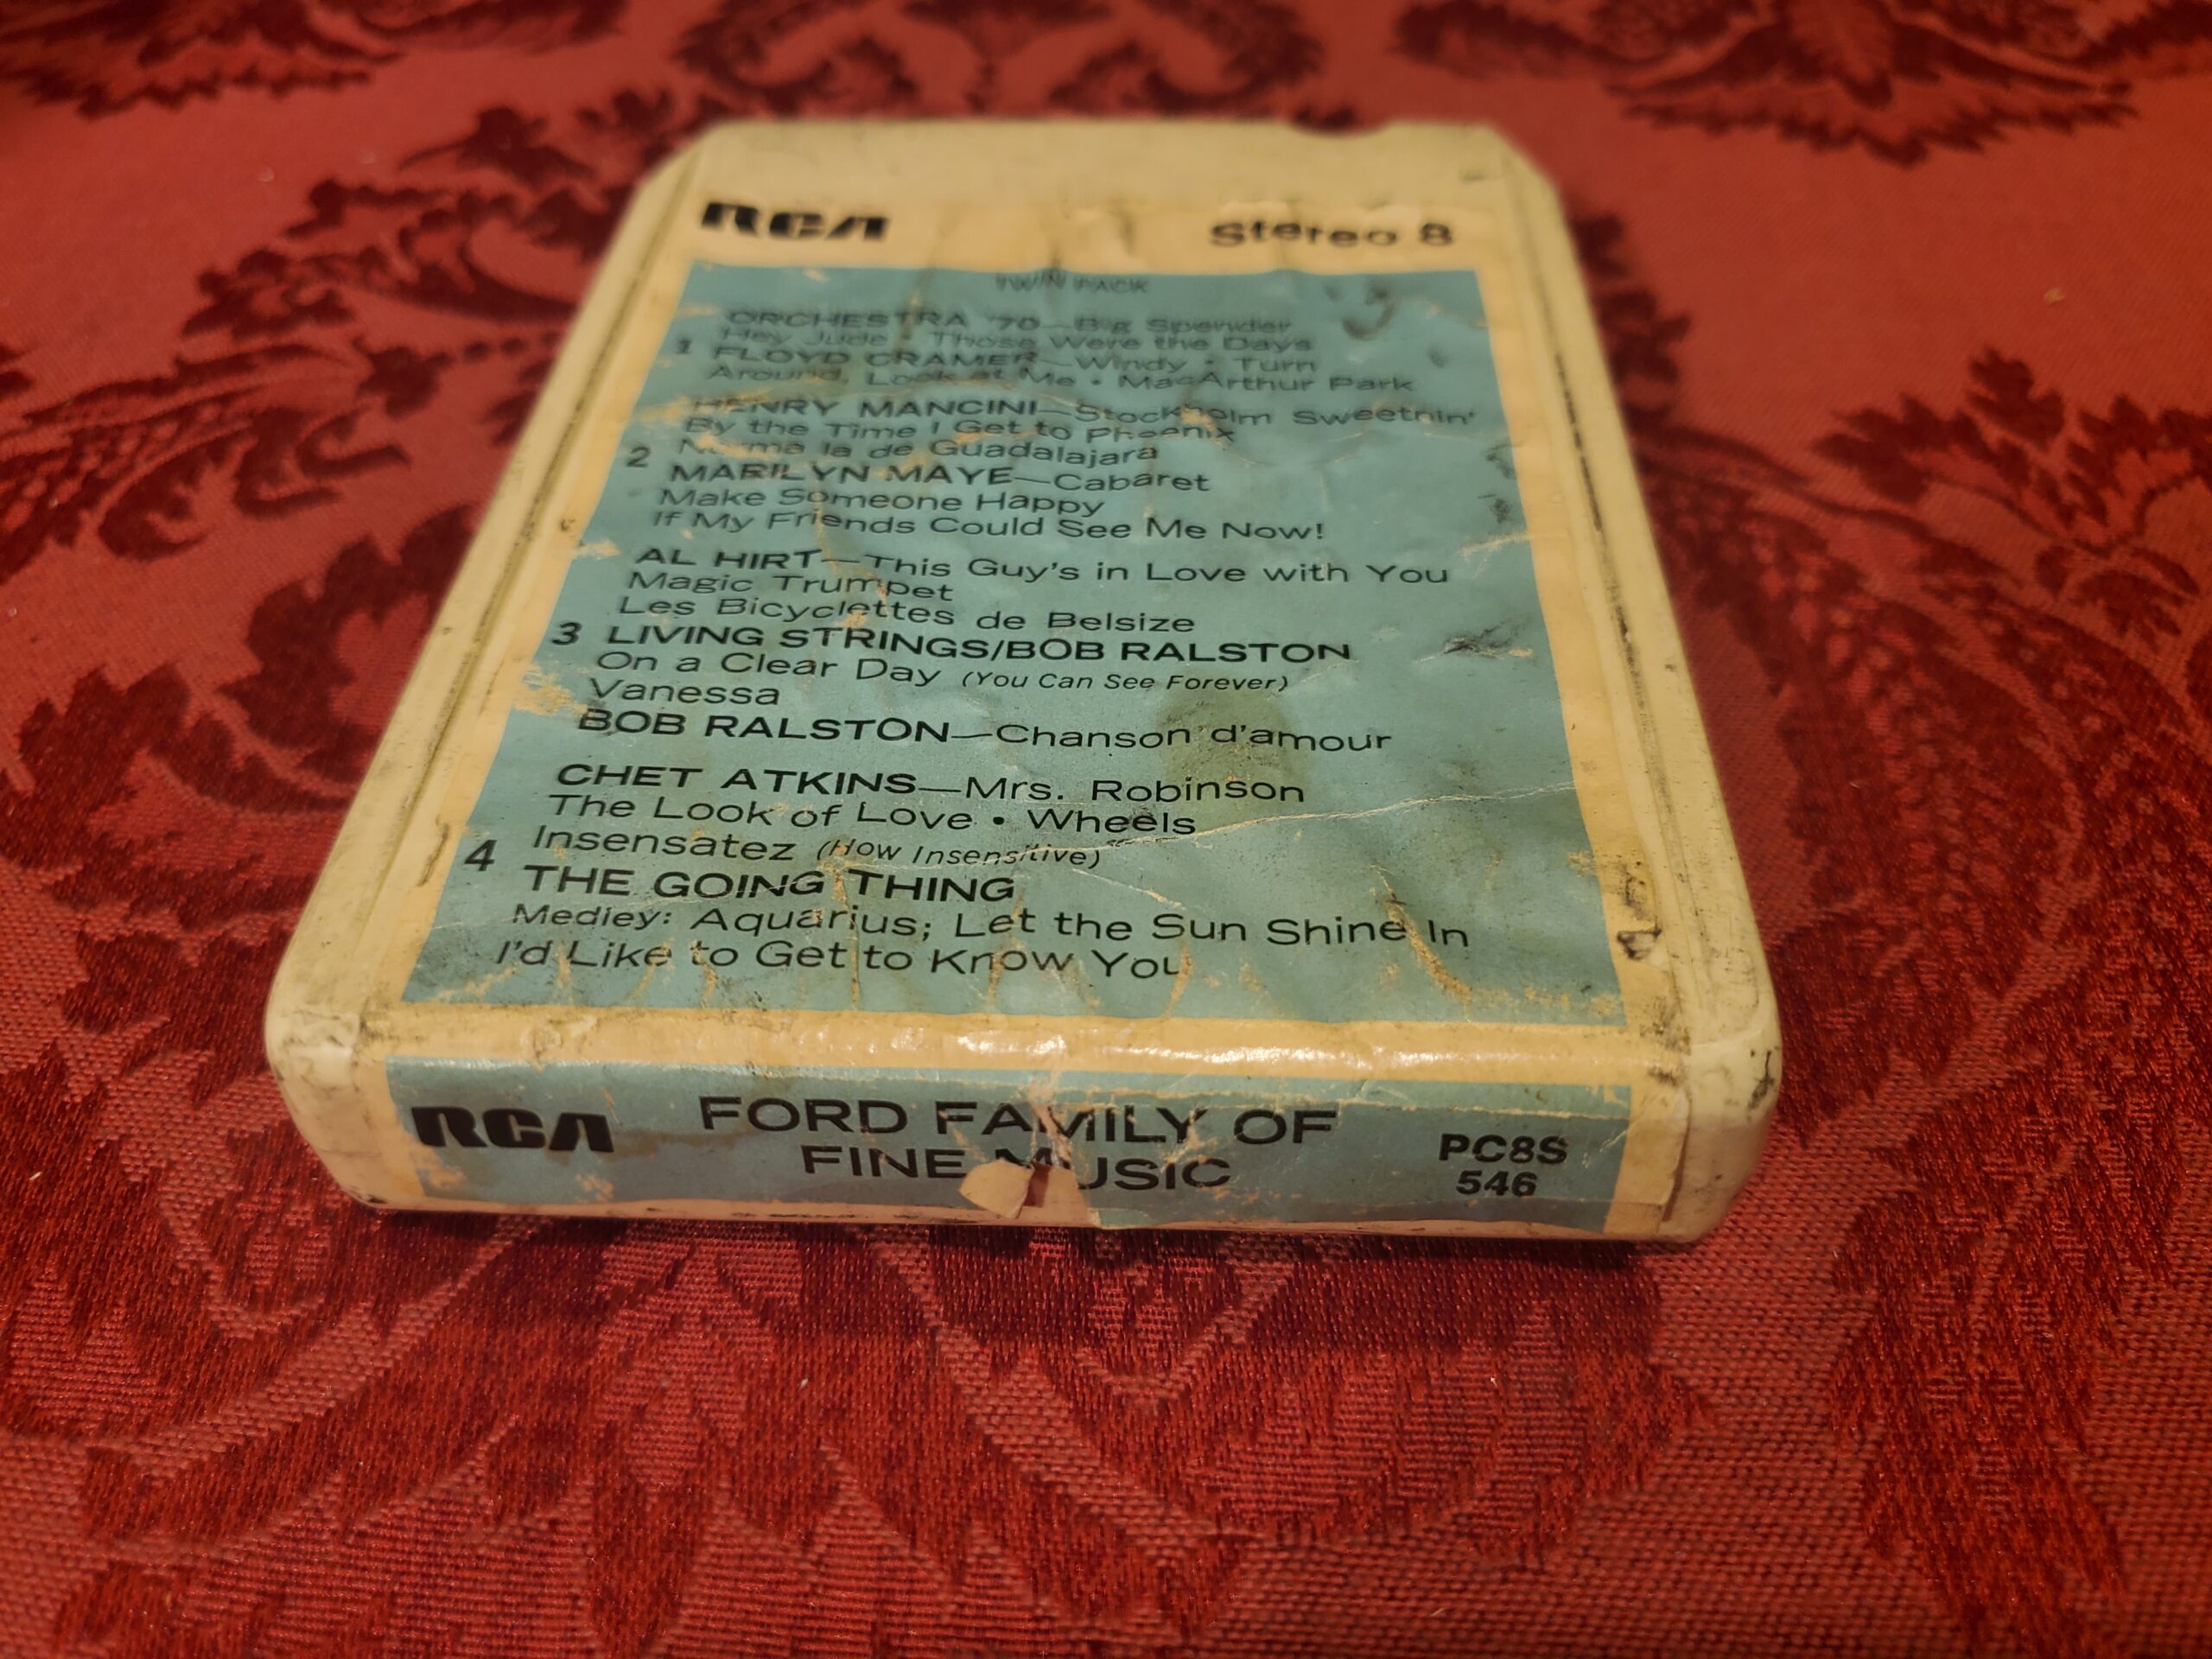 RCA Stereo 8
TWIN PACK
ORCHESTRA '70—Big Spender
Hey Jude • Those Were the Days
1 FLOYD CRAMER—Windy • Turn
Around, Look at Me • MacArthur Park
HENRY MANCINI—Stockholm Sweetnin'
By the Time I Get to Phoenix
la de Guadalajara
2 MARILYN MAYE—Cabaret
Make Someone Happy
If My Friends Could See Me Now!
AL HIRT—This Guy's in Love with You
Magic Trumpet
Les Bicyclettes de Belsize
3 LIVING STRINGS/BOB RALSTON
On a Clear Day (You Can See Forever)
Vanessa
BOB RALSTON—Chanson d'amour
CHET ATKINS—Mrs. Robinson
The Look of Love • Wheels
Insensatez (How Insensitive)
4 THE GOING THING
Medley: Aquarius; Let the Sun Shine In
I'd Like to Get to Know You
RCA FORD FAMILY OF
FINE MUSIC
PC8S
546